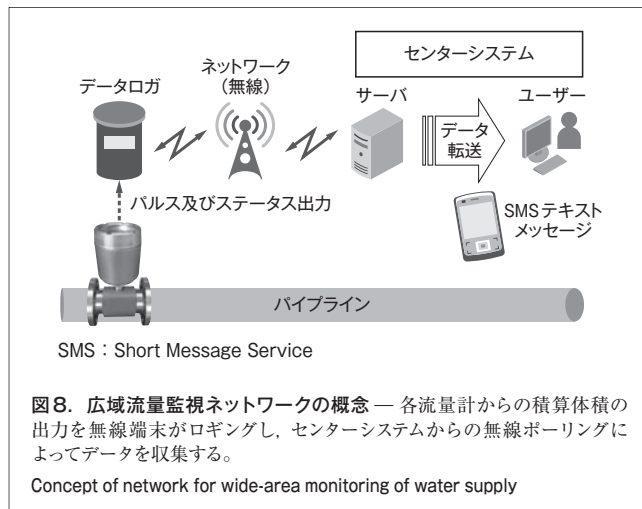 センターシステム
ネットワーク
（無線）
データロガ
サーバ
ユーザー
データ
転送
パルス及びステータス出力
SMSテキスト
メッセージ
パイプライン
SMS：Short Message Service
図8．広域流量監視ネットワークの概念 — 各流量計からの積算体積の
出力を無線端末がロギングし，センターシステムからの無線ポーリングに
よってデータを収集する。
Concept of network for wide-area monitoring of water supply